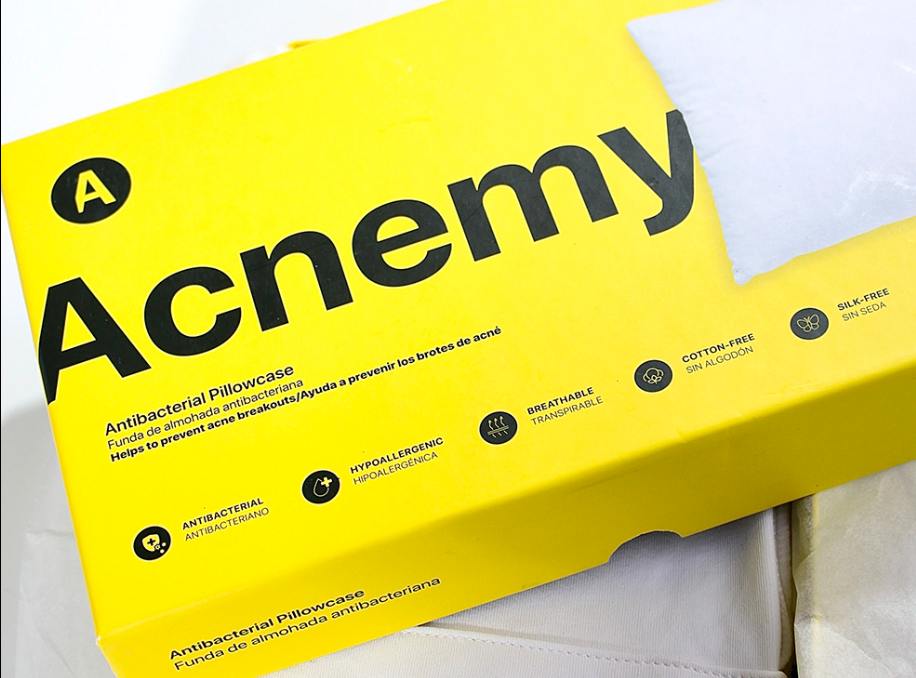 A
Acnemy
Antibacterial Pillowcase
Funda de almohada antibacteriana
Helps to prevent acne breakouts/Ayuda a prevenir los brotes de acné
ANTIBACTERIAL
ANTIBACTERIANO
HYPOALLERGENIC
HIPOALERGÉNICA
BREATHABLE
TRANSPIRABLE
COTTON-FREE
SIN ALGODÓN
SILK-FREE
SIN SEDA
Antibacterial Pillowcase
Funda de almohada antibacteriana